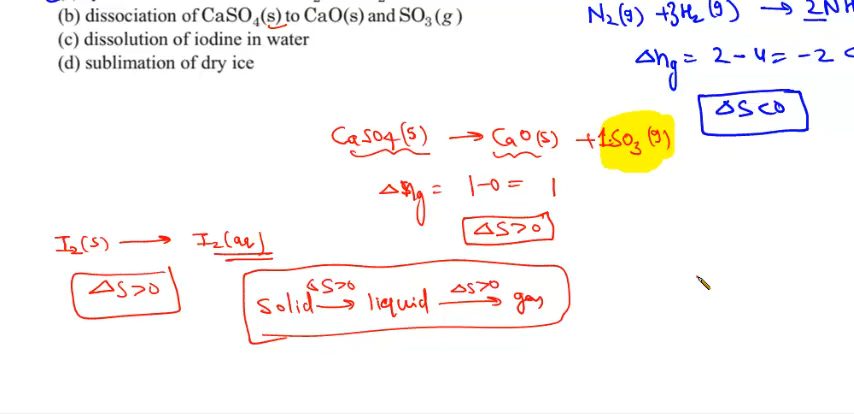 (b) dissociation of CaSO₄(s) to CaO(s) and SO₃(g)
(c) dissolution of iodine in water
(d) sublimation of dry ice
N₂(g) + 3H₂(g) → 2NH
Δng = 2-4 = -2 <
ΔS<0
CaSO4(s) → CaO(s) + 1.SO₃(g)
Δng = 1-0 = 1
ΔS>0
I₂(s) → I₂(aq)
ΔS>0
ΔS>0 ΔS>0
Solid → liquid → gas